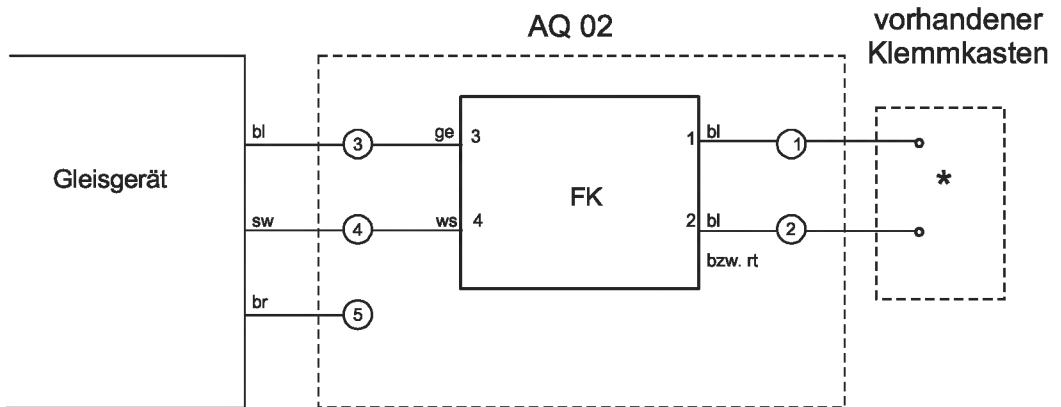 AQ 02
vorhandener
Klemmkasten
Gleisgerät
bl
3
ge
3
FK
1
bl
1
*
sw
4
ws
4
2
bl
2
bzw. rt
br
5